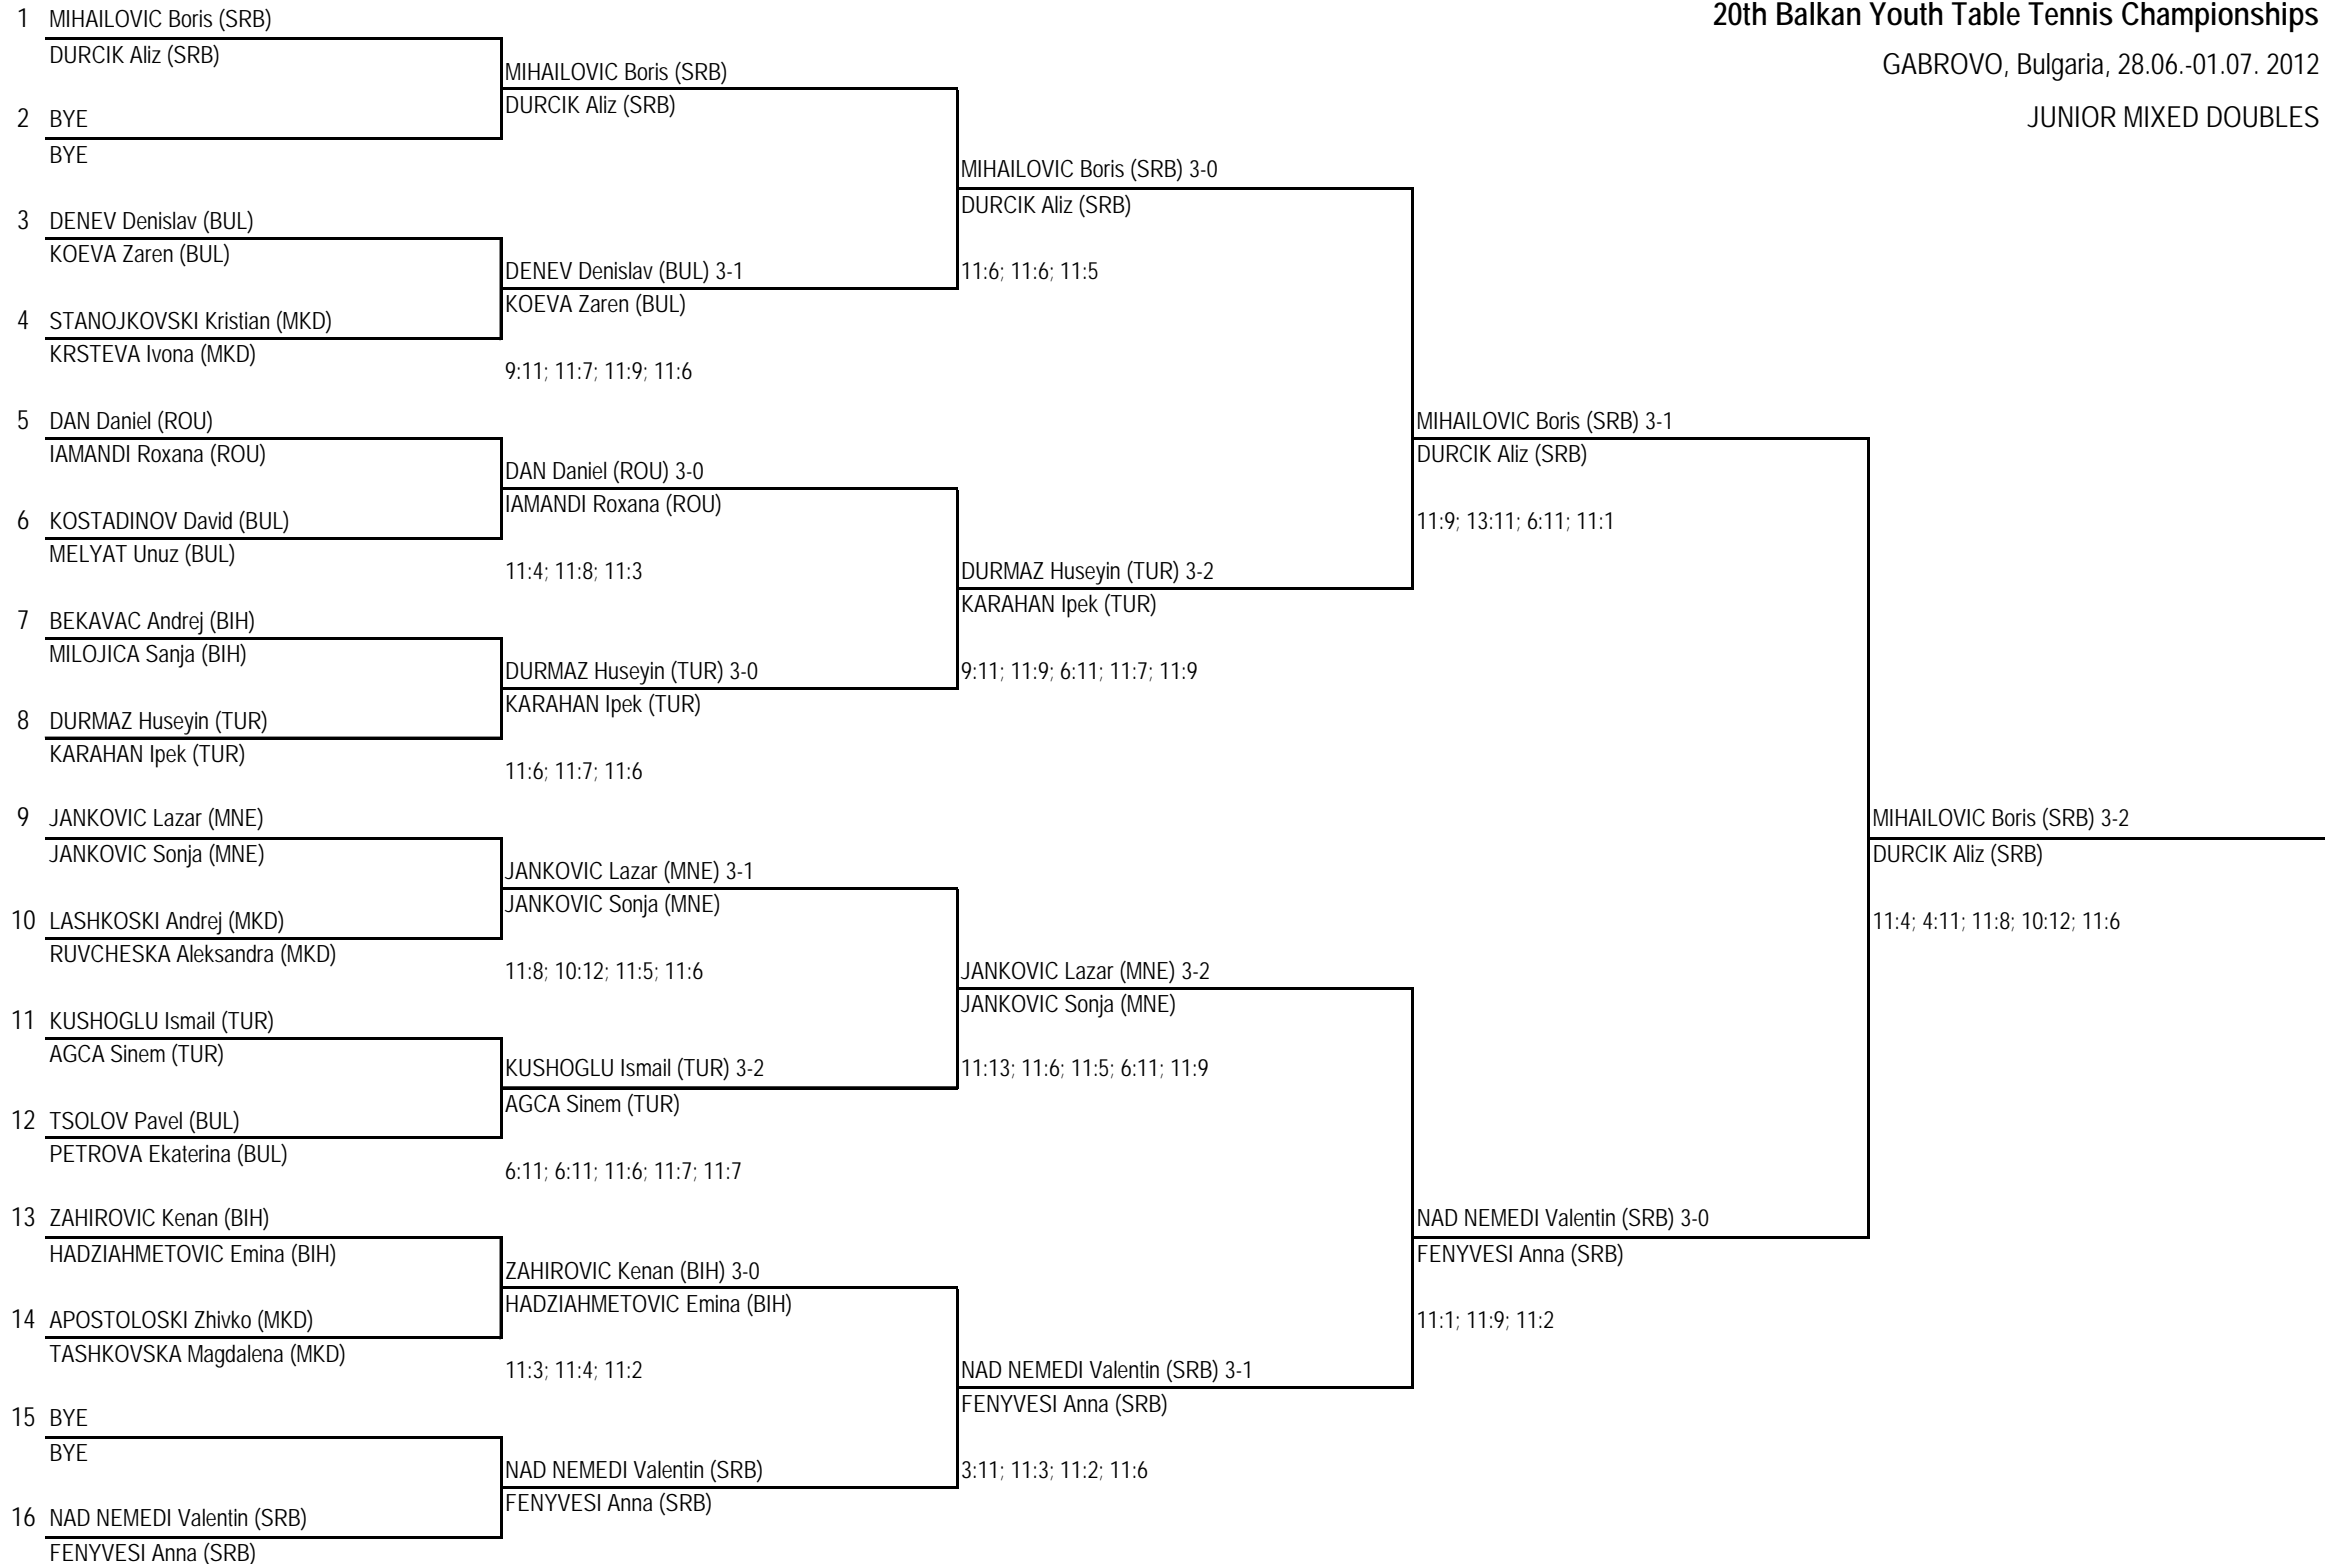 20th Balkan Youth Table Tennis Championships
GABROVO, Bulgaria, 28.06.-01.07. 2012
JUNIOR MIXED DOUBLES
1 MIHAILOVIC Boris (SRB)
DURCIK Aliz (SRB)
2 BYE
BYE
3 DENEV Denislav (BUL)
KOEVA Zaren (BUL)
4 STANOJKOVSKI Kristian (MKD)
KRSTEVA Ivona (MKD)
5 DAN Daniel (ROU)
IAMANDI Roxana (ROU)
6 KOSTADINOV David (BUL)
MELYAT Unuz (BUL)
7 BEKAVAC Andrej (BIH)
MILOJICA Sanja (BIH)
8 DURMAZ Huseyin (TUR)
KARAHAN Ipek (TUR)
9 JANKOVIC Lazar (MNE)
JANKOVIC Sonja (MNE)
10 LASHKOSKI Andrej (MKD)
RUVCHESKA Aleksandra (MKD)
11 KUSHOGLU Ismail (TUR)
AGCA Sinem (TUR)
12 TSOLOV Pavel (BUL)
PETROVA Ekaterina (BUL)
13 ZAHIROVIC Kenan (BIH)
HADZIAHMETOVIC Emina (BIH)
14 APOSTOLOSKI Zhivko (MKD)
TASHKOVSKA Magdalena (MKD)
15 BYE
BYE
16 NAD NEMEDI Valentin (SRB)
FENYVESI Anna (SRB)
MIHAILOVIC Boris (SRB)
DURCIK Aliz (SRB)
DENEV Denislav (BUL) 3-1
KOEVA Zaren (BUL)
9:11; 11:7; 11:9; 11:6
DAN Daniel (ROU) 3-0
IAMANDI Roxana (ROU)
11:4; 11:8; 11:3
DURMAZ Huseyin (TUR) 3-0
KARAHAN Ipek (TUR)
11:6; 11:7; 11:6
JANKOVIC Lazar (MNE) 3-1
JANKOVIC Sonja (MNE)
11:8; 10:12; 11:5; 11:6
KUSHOGLU Ismail (TUR) 3-2
AGCA Sinem (TUR)
6:11; 6:11; 11:6; 11:7; 11:7
ZAHIROVIC Kenan (BIH) 3-0
HADZIAHMETOVIC Emina (BIH)
11:3; 11:4; 11:2
NAD NEMEDI Valentin (SRB)
FENYVESI Anna (SRB)
MIHAILOVIC Boris (SRB) 3-0
DURCIK Aliz (SRB)
11:6; 11:6; 11:5
DURMAZ Huseyin (TUR) 3-2
KARAHAN Ipek (TUR)
9:11; 11:9; 6:11; 11:7; 11:9
JANKOVIC Lazar (MNE) 3-2
JANKOVIC Sonja (MNE)
11:13; 11:6; 11:5; 6:11; 11:9
NAD NEMEDI Valentin (SRB) 3-1
FENYVESI Anna (SRB)
3:11; 11:3; 11:2; 11:6
MIHAILOVIC Boris (SRB) 3-1
DURCIK Aliz (SRB)
11:9; 13:11; 6:11; 11:1
NAD NEMEDI Valentin (SRB) 3-0
FENYVESI Anna (SRB)
11:1; 11:9; 11:2
MIHAILOVIC Boris (SRB) 3-2
DURCIK Aliz (SRB)
11:4; 4:11; 11:8; 10:12; 11:6